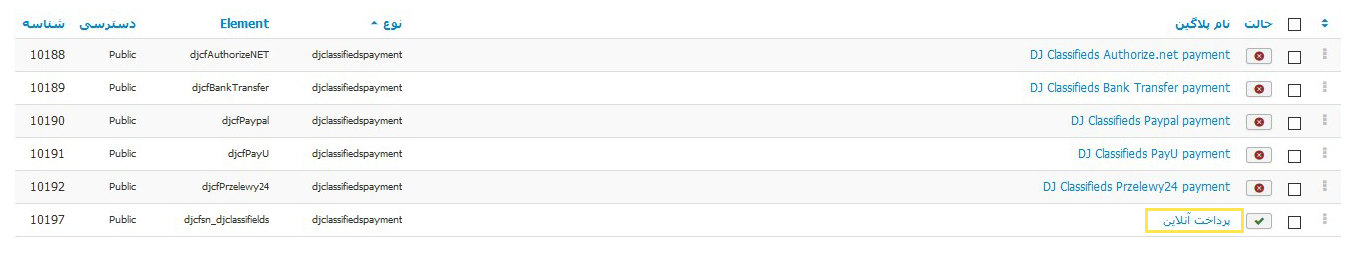 حالت نام پلاگین نوع Element دسترسی شناسه
DJ Classifieds Authorize.net payment djclassifiedspayment djcfAuthorizeNET Public 10188
DJ Classifieds Bank Transfer payment djclassifiedspayment djcfBankTransfer Public 10189
DJ Classifieds Paypal payment djclassifiedspayment djcfPaypal Public 10190
DJ Classifieds PayU payment djclassifiedspayment djcfPayU Public 10191
DJ Classifieds Przelewy24 payment djclassifiedspayment djcfPrzelewy24 Public 10192
پرداخت آنلاین djclassifiedspayment djcfsn_djclassifields Public 10197